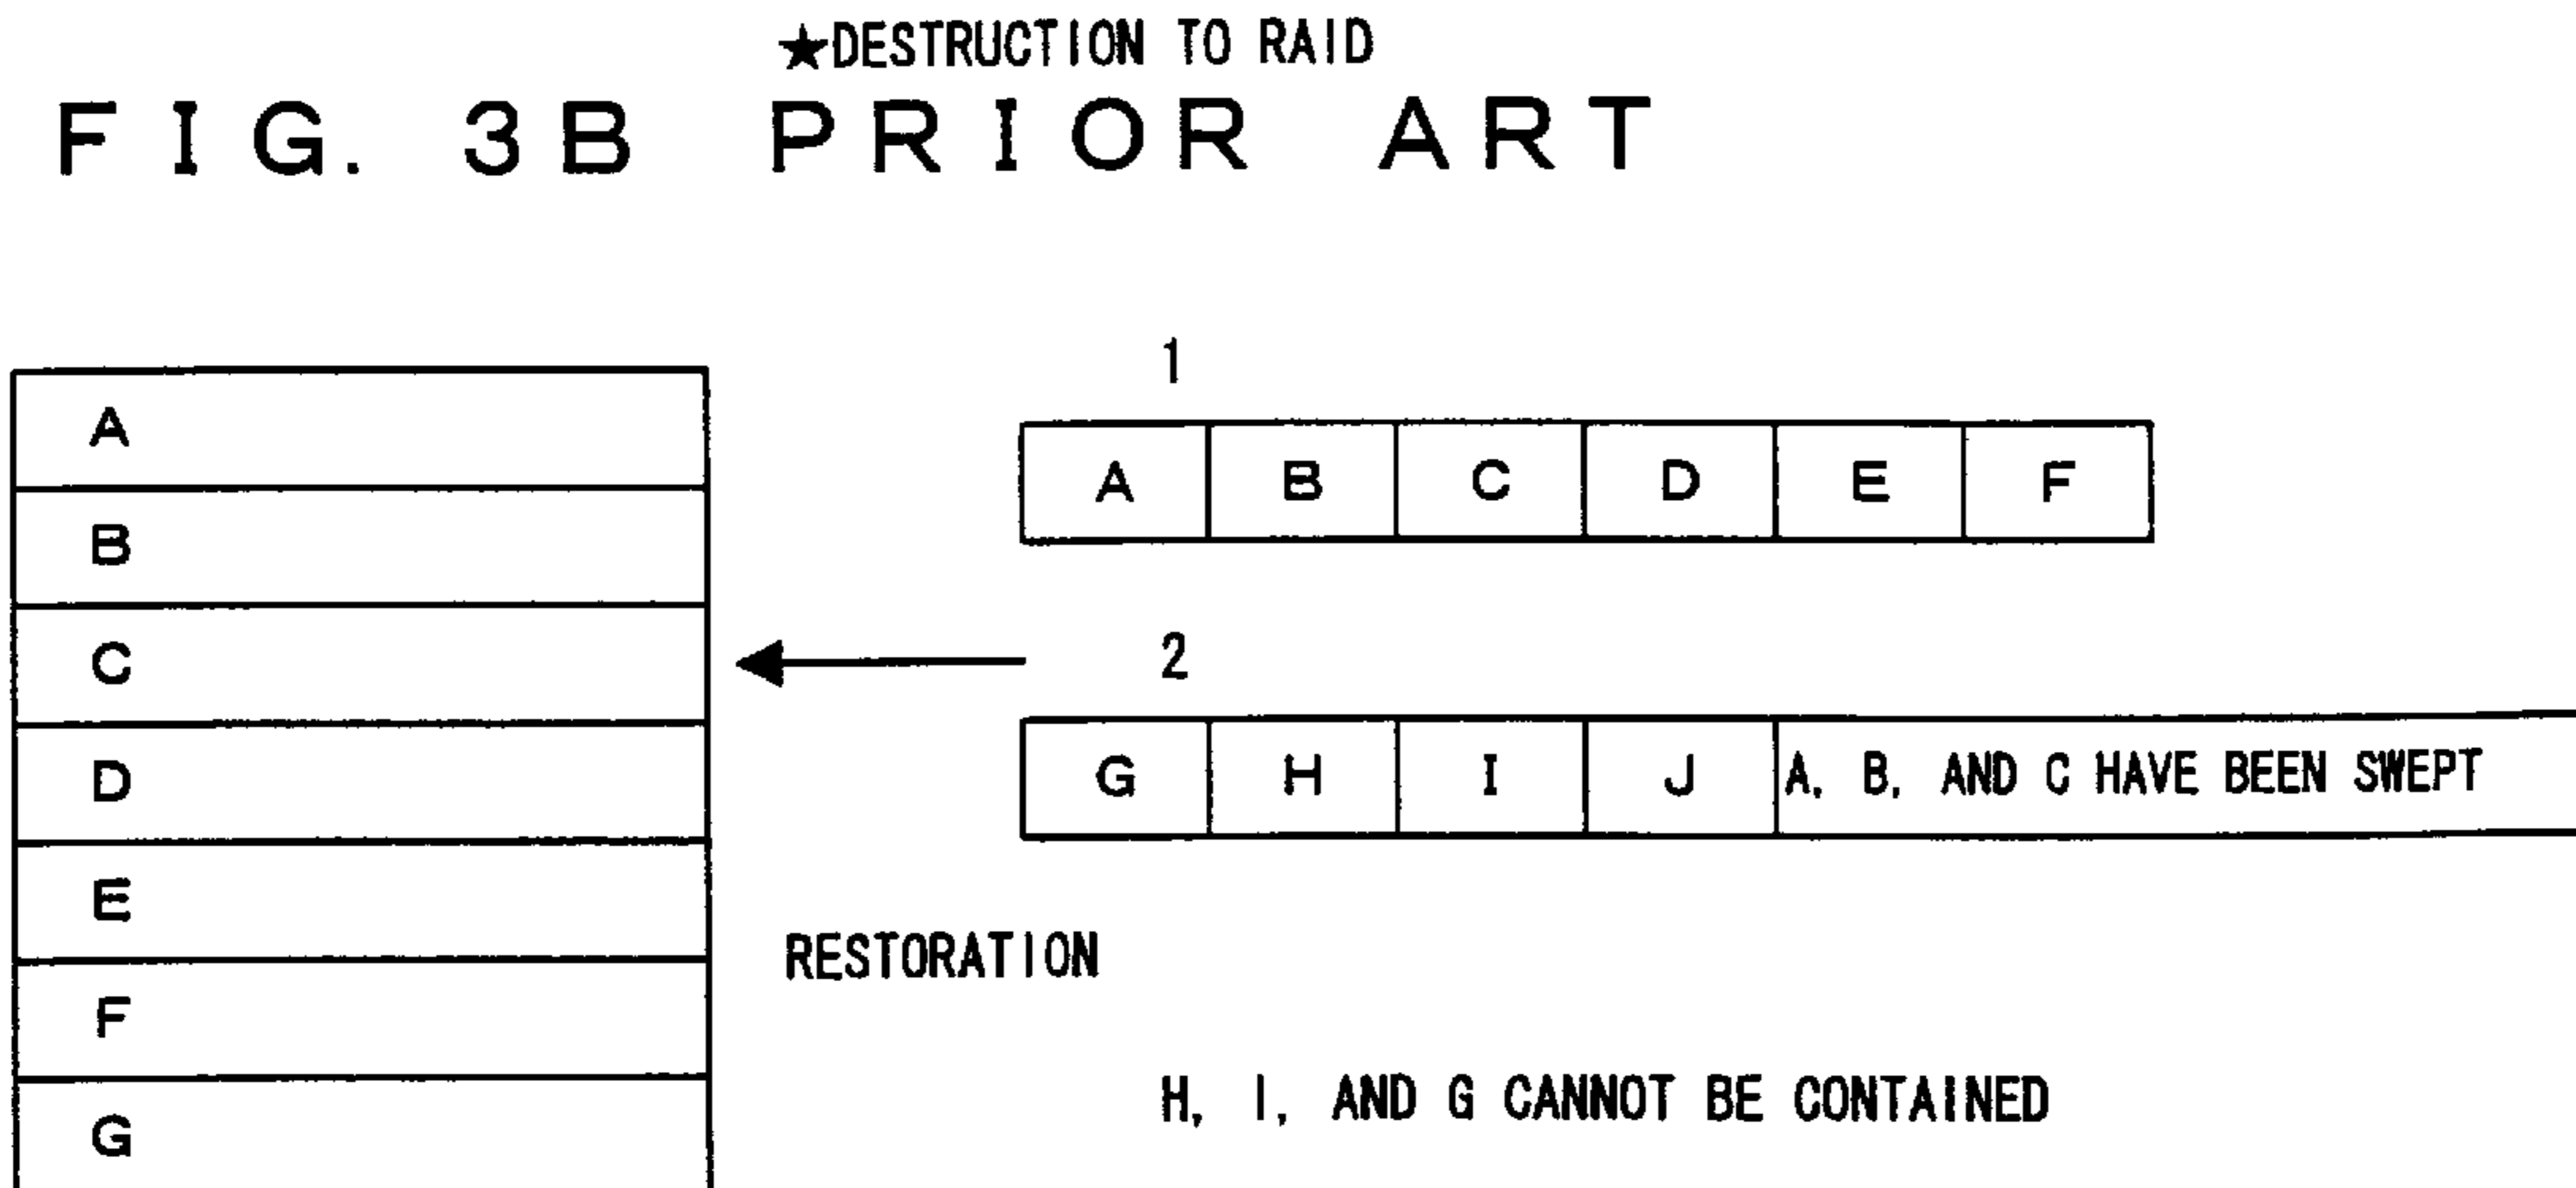 ★DESTRUCTION TO RAID
FIG. 3B PRIOR ART
A
B
C
D
E
F
G
1
A B C D E F
2
G H I J A, B, AND C HAVE BEEN SWEPT
RESTORATION
H, I, AND G CANNOT BE CONTAINED